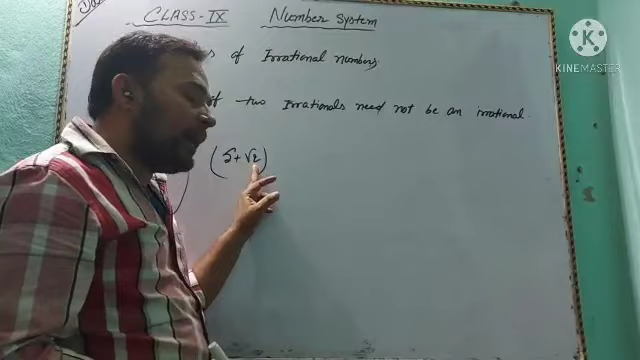 CLASS-IX Number System
of Irrational numbers
of two Irrationals need not be an irrational.
(5+√2)
KINEMASTER